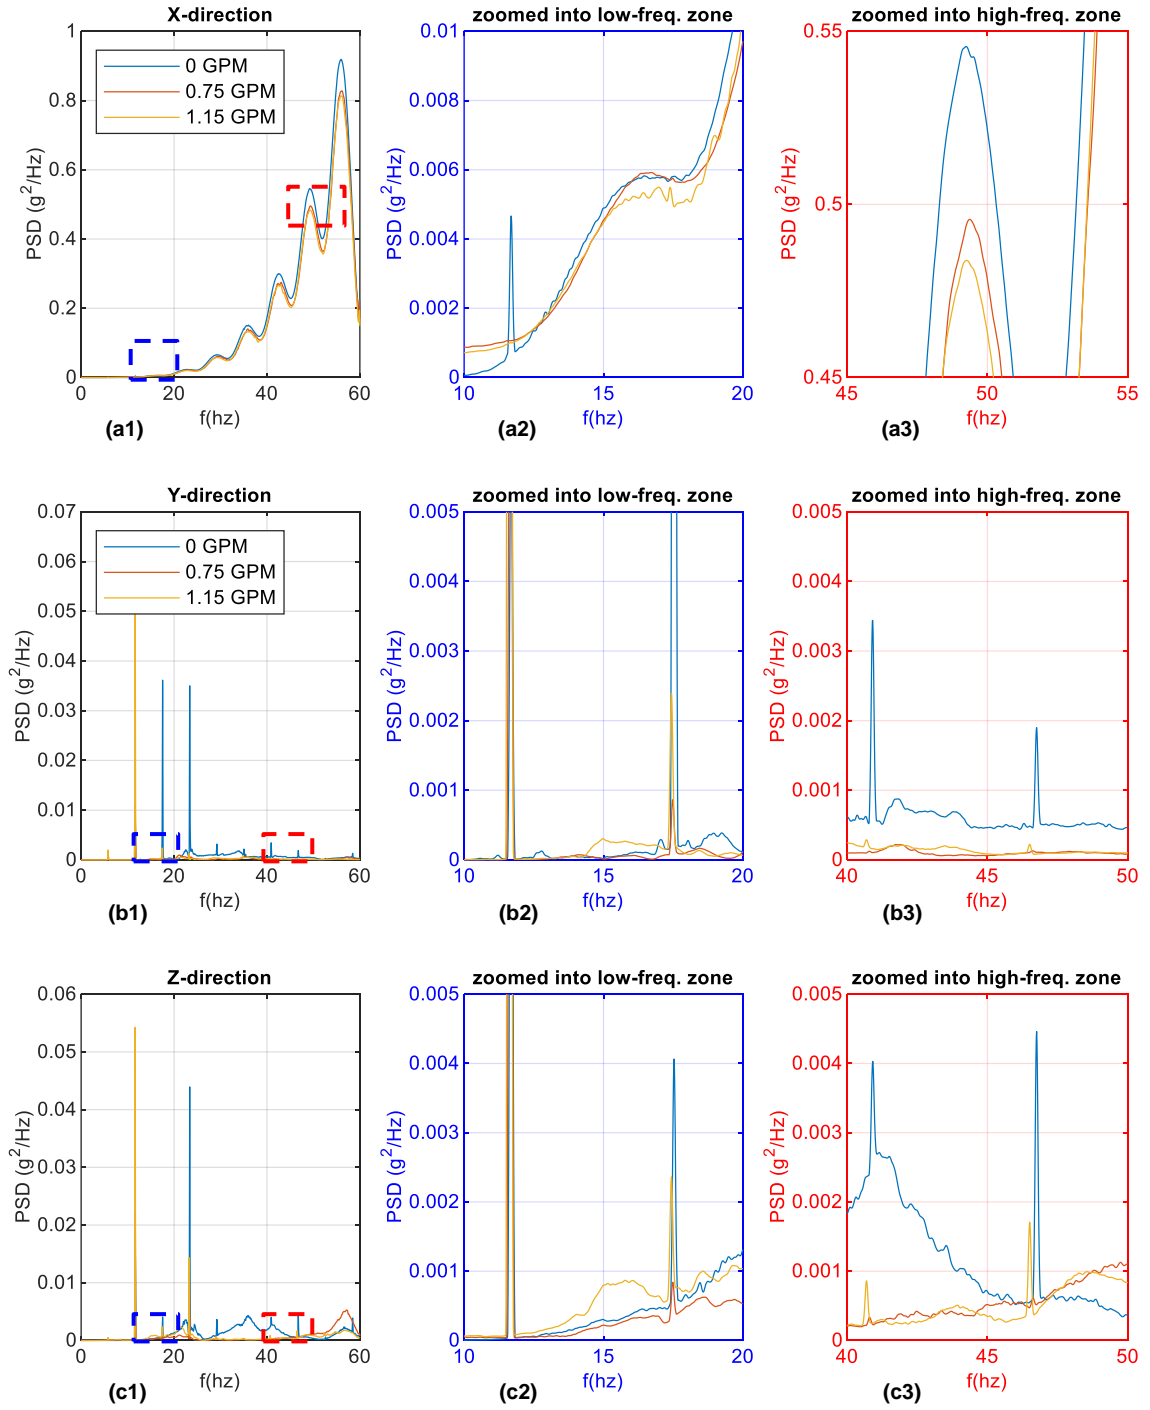 X-direction
zoomed into low-freq. zone
zoomed into high-freq. zone
1
0.8
0.6
0.4
0.2
0
0 GPM
0.75 GPM
1.15 GPM
PSD (g²/Hz)
0 20 40 60
f(hz)
(a1)
0.01
0.008
0.006
0.004
0.002
0
PSD (g²/Hz)
10 15 20
f(hz)
(a2)
0.55
0.5
0.45
PSD (g²/Hz)
45 50 55
f(hz)
(a3)
Y-direction
zoomed into low-freq. zone
zoomed into high-freq. zone
0.07
0.06
0.05
0.04
0.03
0.02
0.01
0
0 GPM
0.75 GPM
1.15 GPM
PSD (g²/Hz)
0 20 40 60
f(hz)
(b1)
0.005
0.004
0.003
0.002
0.001
0
PSD (g²/Hz)
10 15 20
f(hz)
(b2)
0.005
0.004
0.003
0.002
0.001
0
PSD (g²/Hz)
40 45 50
f(hz)
(b3)
Z-direction
zoomed into low-freq. zone
zoomed into high-freq. zone
0.06
0.05
0.04
0.03
0.02
0.01
0
PSD (g²/Hz)
0 20 40 60
f(hz)
(c1)
0.005
0.004
0.003
0.002
0.001
0
PSD (g²/Hz)
10 15 20
f(hz)
(c2)
0.005
0.004
0.003
0.002
0.001
0
PSD (g²/Hz)
40 45 50
f(hz)
(c3)